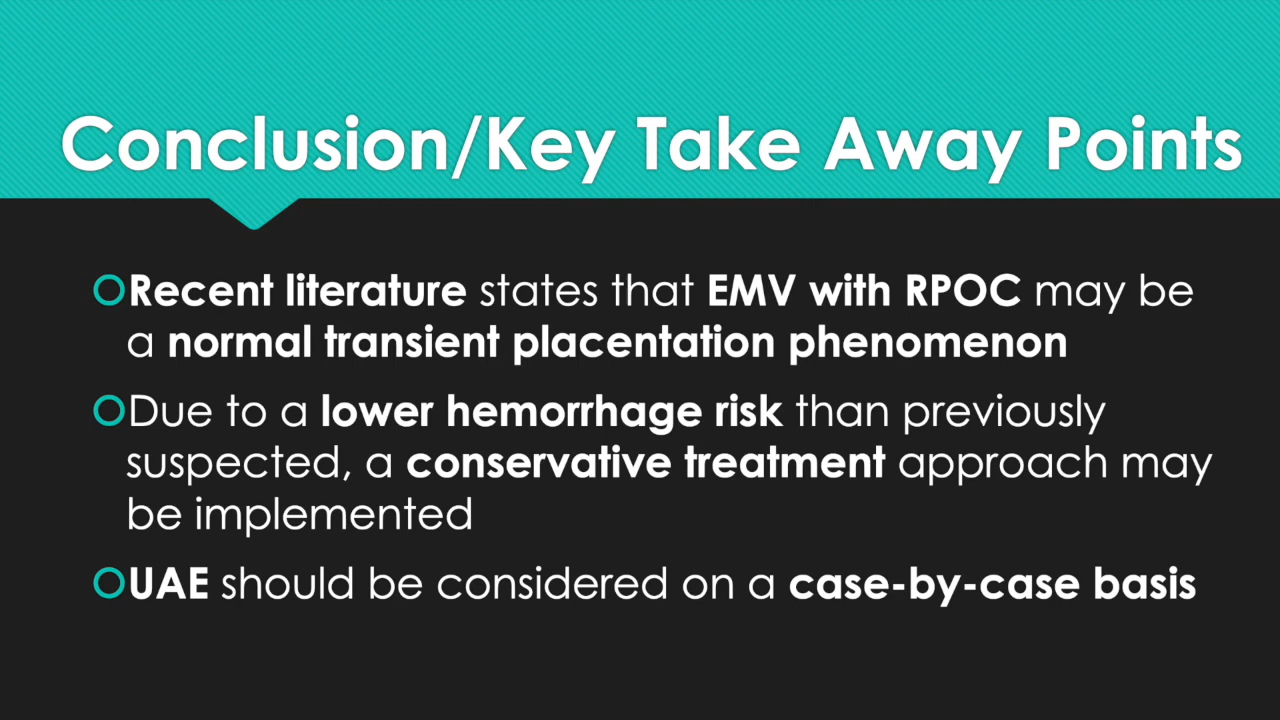 Conclusion/Key Take Away Points
Recent literature states that EMV with RPOC may be
a normal transient placentation phenomenon
Due to a lower hemorrhage risk than previously
suspected, a conservative treatment approach may
be implemented
UAE should be considered on a case-by-case basis